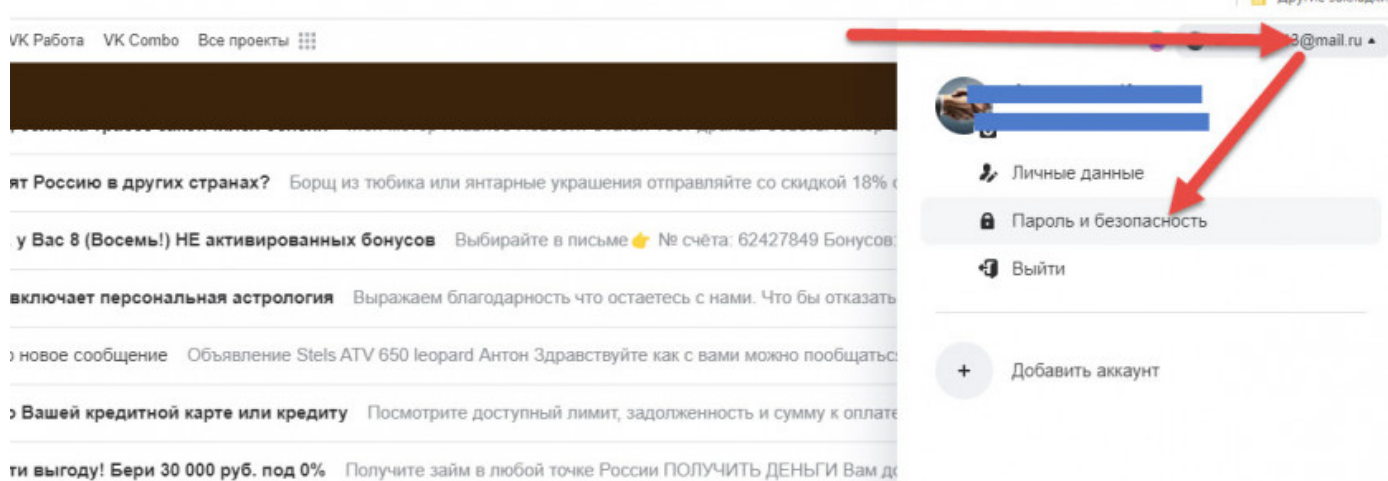 Другие закладки
VK Работа VK Combo Все проекты
3@mail.ru
ят Россию в других странах? Борщ из тюбика или янтарные украшения отправляйте со скидкой 18% с
Личные данные
у Вас 8 (Восемь!) НЕ активированных бонусов Выбирайте в письме👉 № счёта: 62427849 Бонусов:
Пароль и безопасность
включает персональная астрология Выражаем благодарность что остаетесь с нами. Что бы отказать
Выйти
новое сообщение Объявление Stels ATV 650 leopard Антон Здравствуйте как с вами можно пообщатьс
Добавить аккаунт
о Вашей кредитной карте или кредиту Посмотрите доступный лимит, задолженность и сумму к оплате
ти выгоду! Бери 30 000 руб. под 0% Получите займ в любой точке России ПОЛУЧИТЬ ДЕНЬГИ Вам до